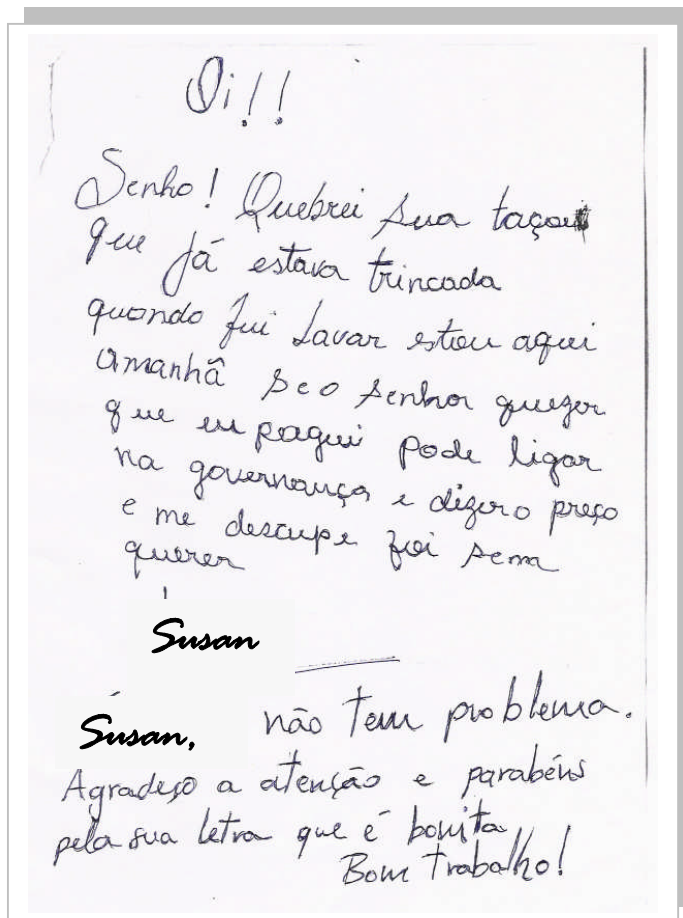 Oi!!
Senho! Quebrei sua taça
que já estava trincada
quando fui Lavar estou aqui
amanhã se o senhor quezer
que eu pagui pode ligar
na governança e dizer o preço
e me descupe foi sem
querer
Susan
Susan, não tem problema.
Agradeço a atenção e parabéns
pela sua letra que é bonita
Bom trabalho!